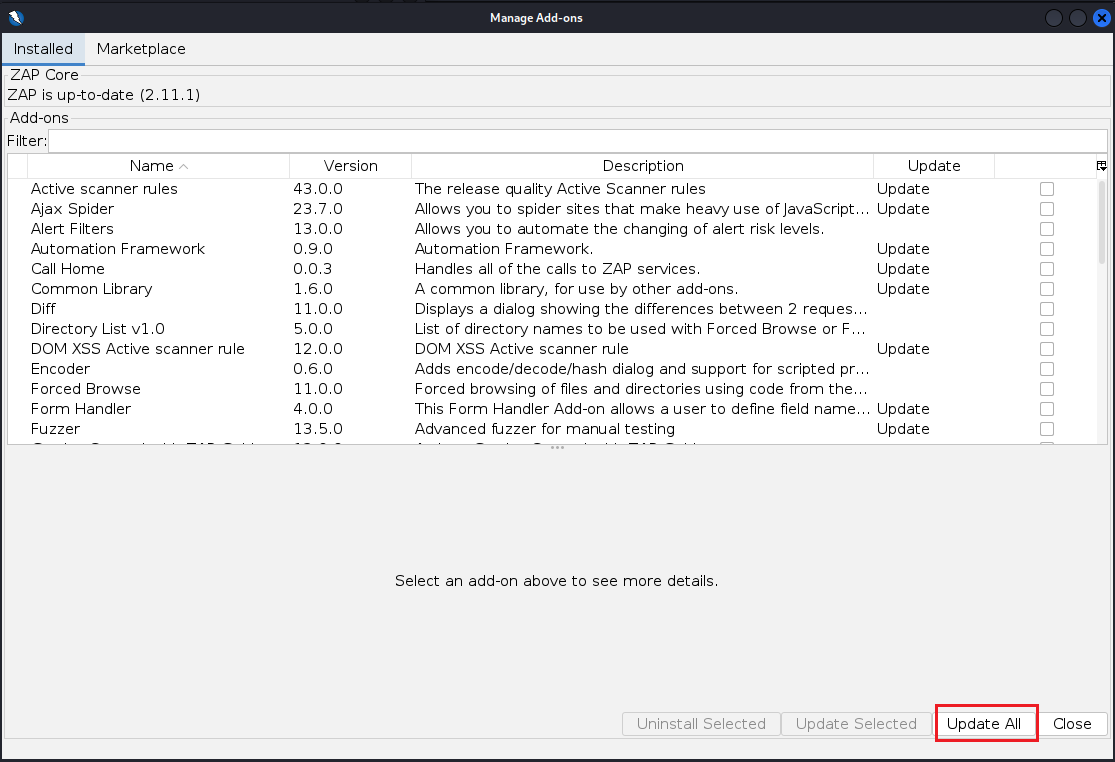 Manage Add-ons
Installed Marketplace
ZAP Core
ZAP is up-to-date (2.11.1)
Add-ons
Filter:
Name Version Description Update
Active scanner rules 43.0.0 The release quality Active Scanner rules Update
Ajax Spider 23.7.0 Allows you to spider sites that make heavy use of JavaScript... Update
Alert Filters 13.0.0 Allows you to automate the changing of alert risk levels.
Automation Framework 0.9.0 Automation Framework. Update
Call Home 0.0.3 Handles all of the calls to ZAP services. Update
Common Library 1.6.0 A common library, for use by other add-ons. Update
Diff 11.0.0 Displays a dialog showing the differences between 2 reques...
Directory List v1.0 5.0.0 List of directory names to be used with Forced Browse or F...
DOM XSS Active scanner rule 12.0.0 DOM XSS Active scanner rule Update
Encoder 0.6.0 Adds encode/decode/hash dialog and support for scripted pr...
Forced Browse 11.0.0 Forced browsing of files and directories using code from the...
Form Handler 4.0.0 This Form Handler Add-on allows a user to define field name... Update
Fuzzer 13.5.0 Advanced fuzzer for manual testing Update
Select an add-on above to see more details.
Uninstall Selected Update Selected Update All Close